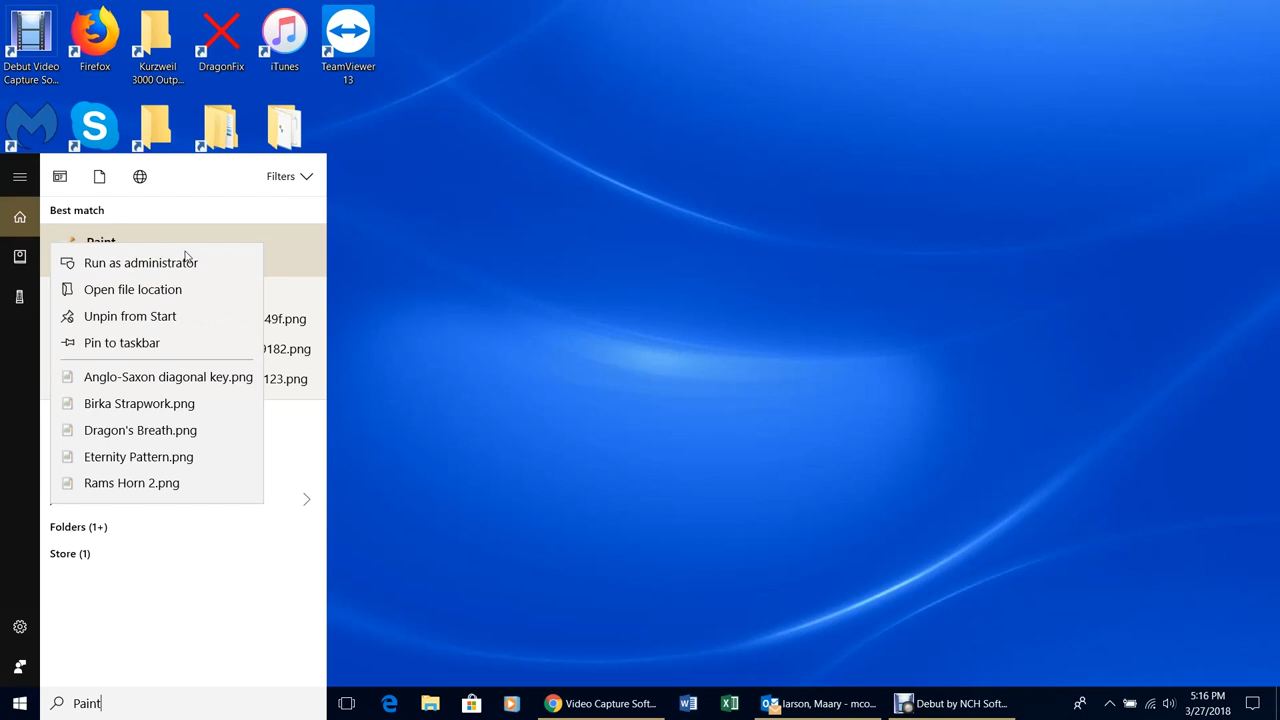 Debut Video
Capture So...
Firefox
Kurzweil
3000 Outp...
DragonFix
iTunes
TeamViewer
13
Filters
Best match
Paint
Run as administrator
Open file location
Unpin from Start
49f.png
Pin to taskbar
9182.png
Anglo-Saxon diagonal key.png
123.png
Birka Strapwork.png
Dragon's Breath.png
Eternity Pattern.png
Rams Horn 2.png
Folders (1+)
Store (1)
Paint
Video Capture Soft...
larson, Maary - mco...
Debut by NCH Soft...
5:16 PM
3/27/2018